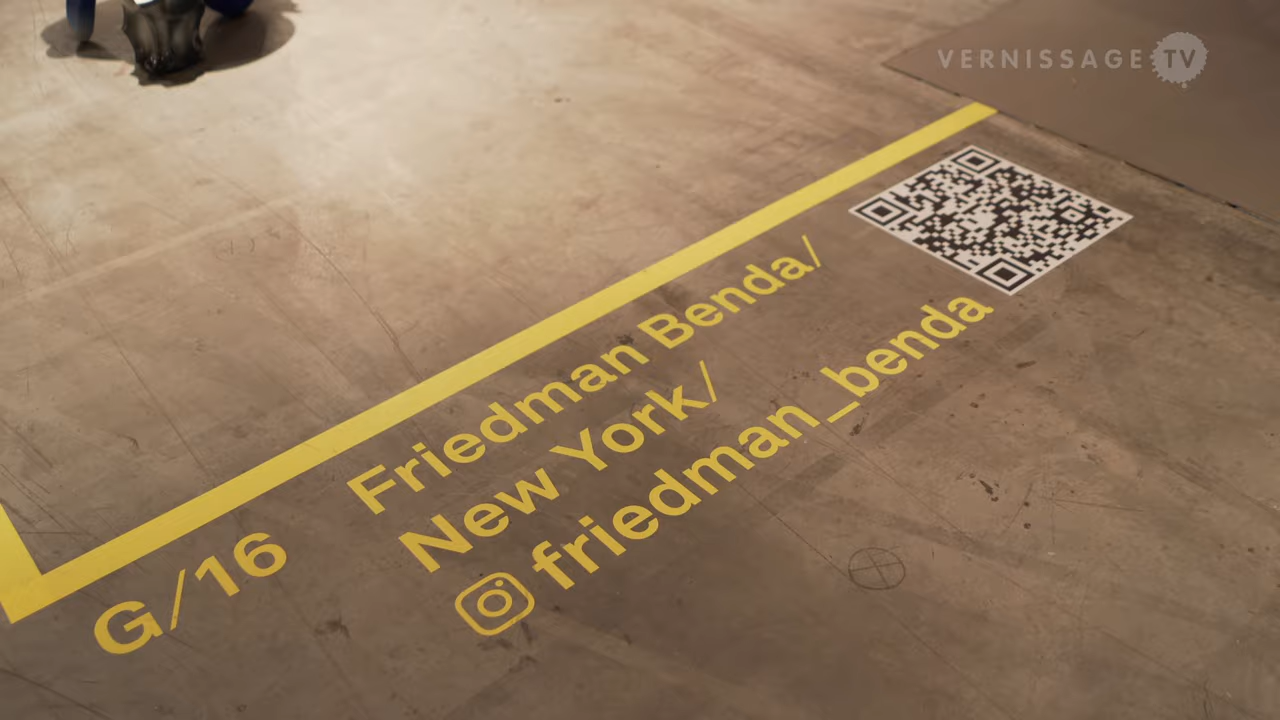 VERNISSAGE TV
Friedman Benda/
New York/
friedman_benda
G/16